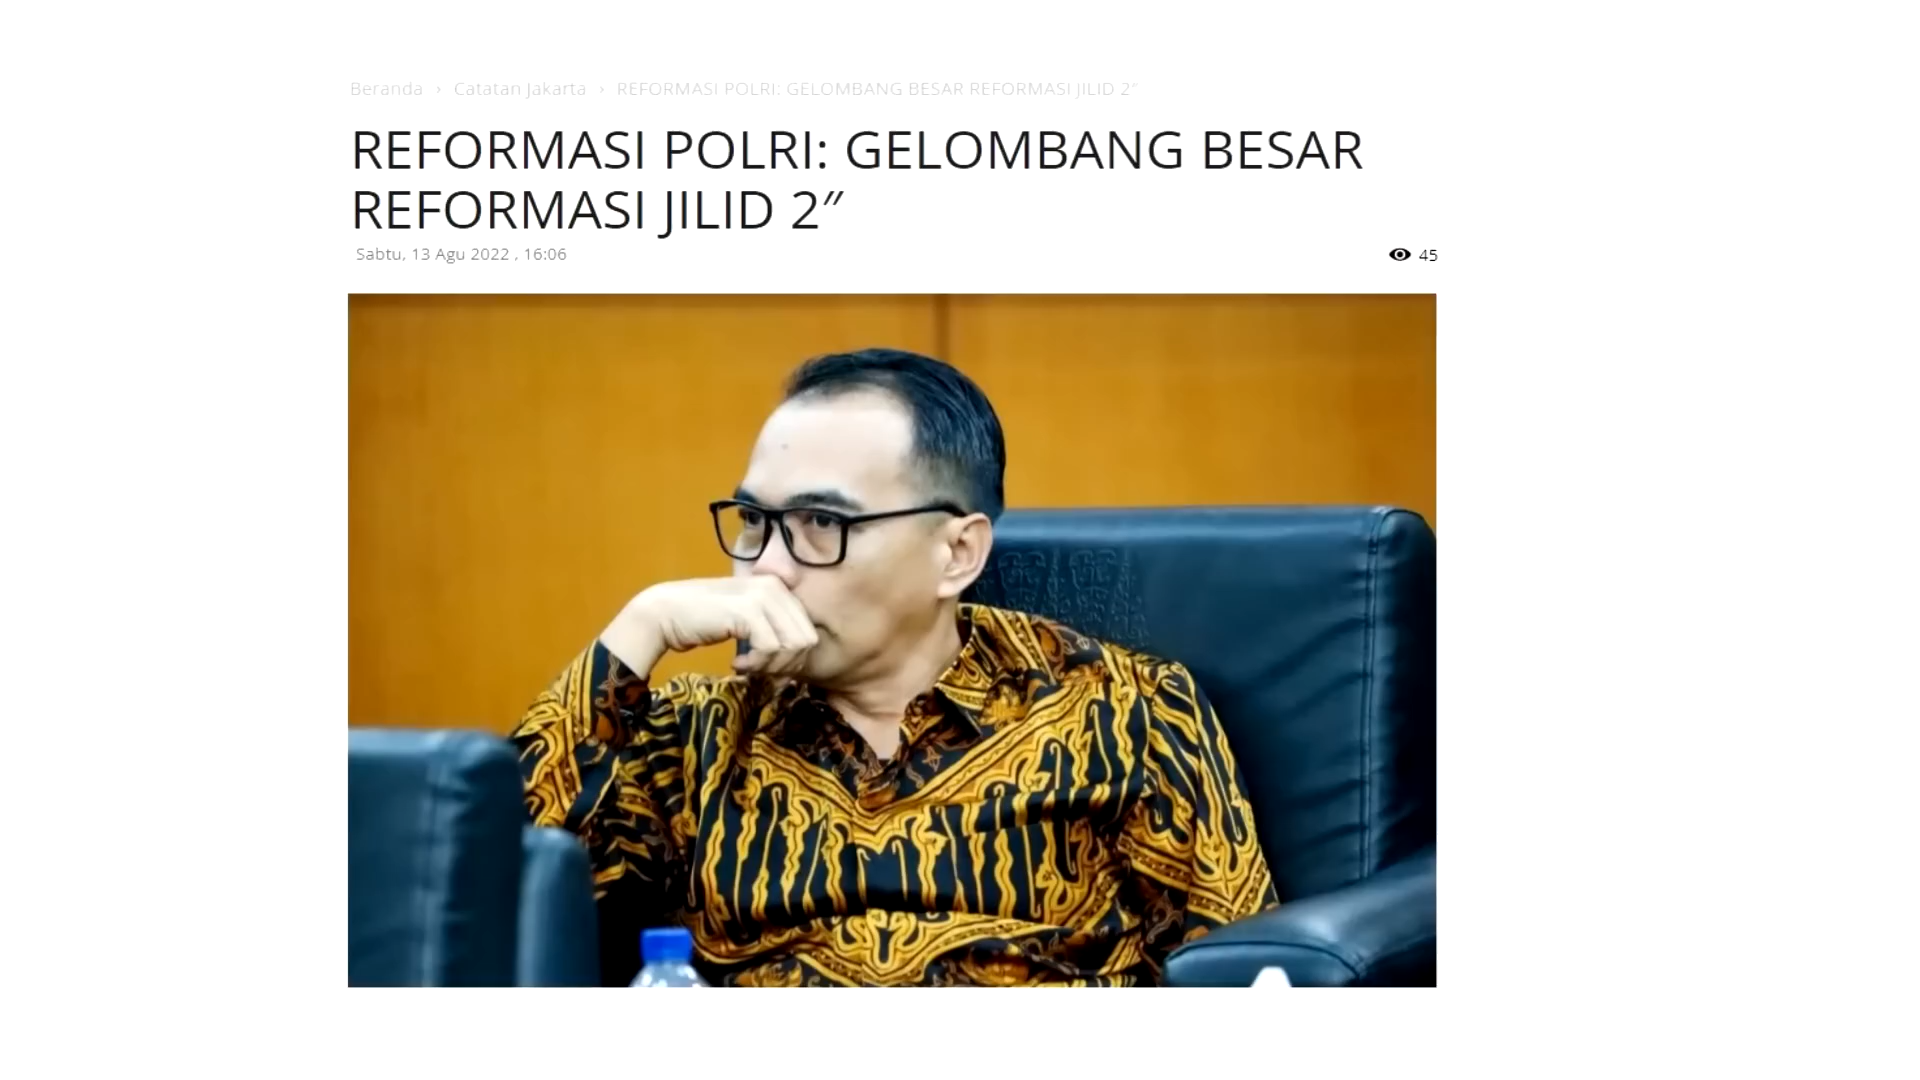 Beranda › Catatan Jakarta › REFORMASI POLRI: GELOMBANG BESAR REFORMASI JILID 2″
REFORMASI POLRI: GELOMBANG BESAR
REFORMASI JILID 2″
Sabtu, 13 Agu 2022 , 16:06
45